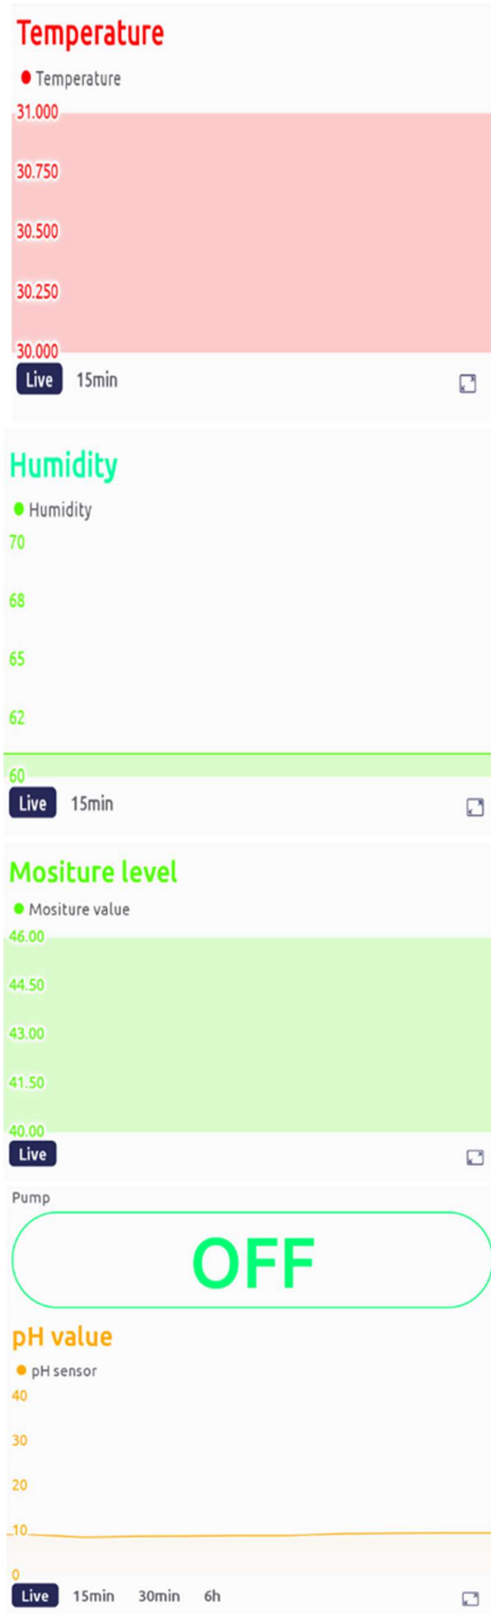 Temperature
Temperature
31.000
30.750
30.500
30.250
30.000
Live 15min
Humidity
Humidity
70
68
65
62
60
Live 15min
Mositure level
Mositure value
46.00
44.50
43.00
41.50
40.00
Live
Pump
OFF
pH value
pH sensor
40
30
20
10
0
Live 15min 30min 6h